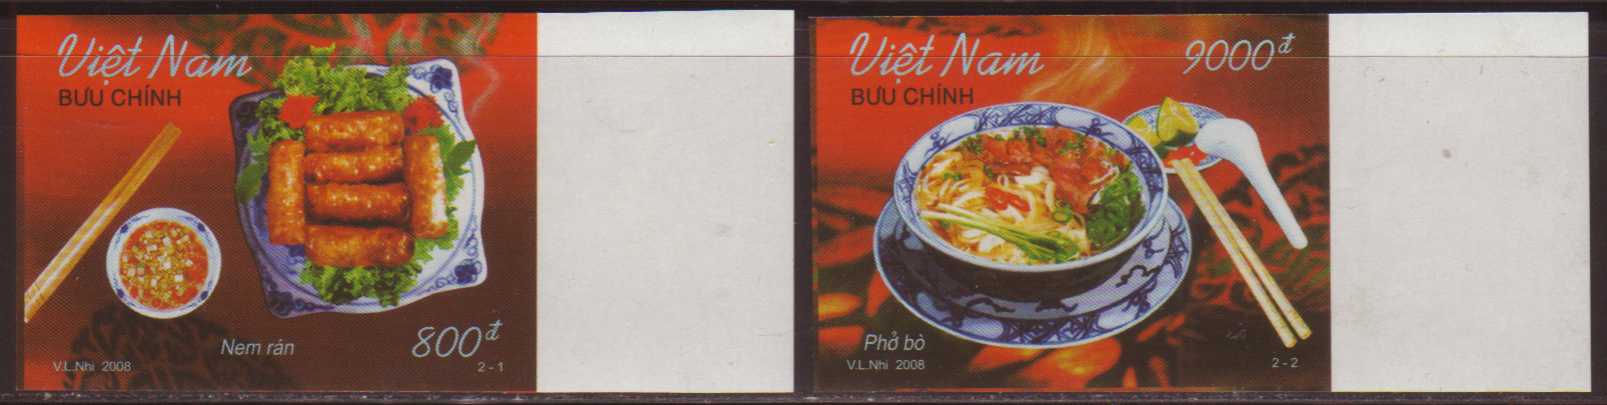 Việt Nam
BƯU CHÍNH
Nem rán
800đ
V.L.Nhi 2008
2 - 1
Việt Nam
9000đ
BƯU CHÍNH
Phở bò
V.L.Nhi 2008
2 - 2